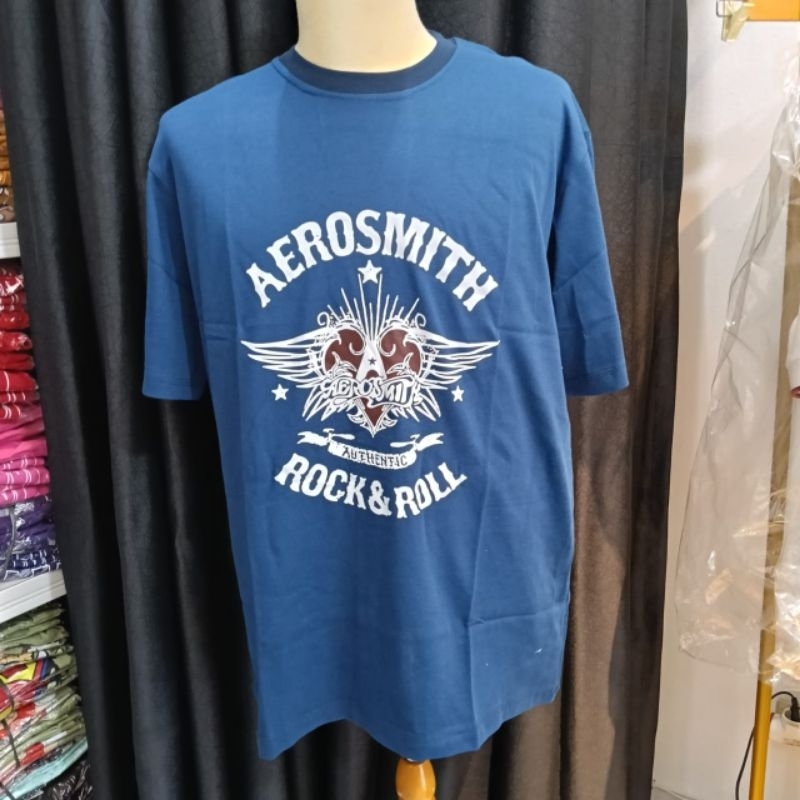 AEROSMITH
A
AEROSMITH
AUTHENTIC
ROCK & ROLL